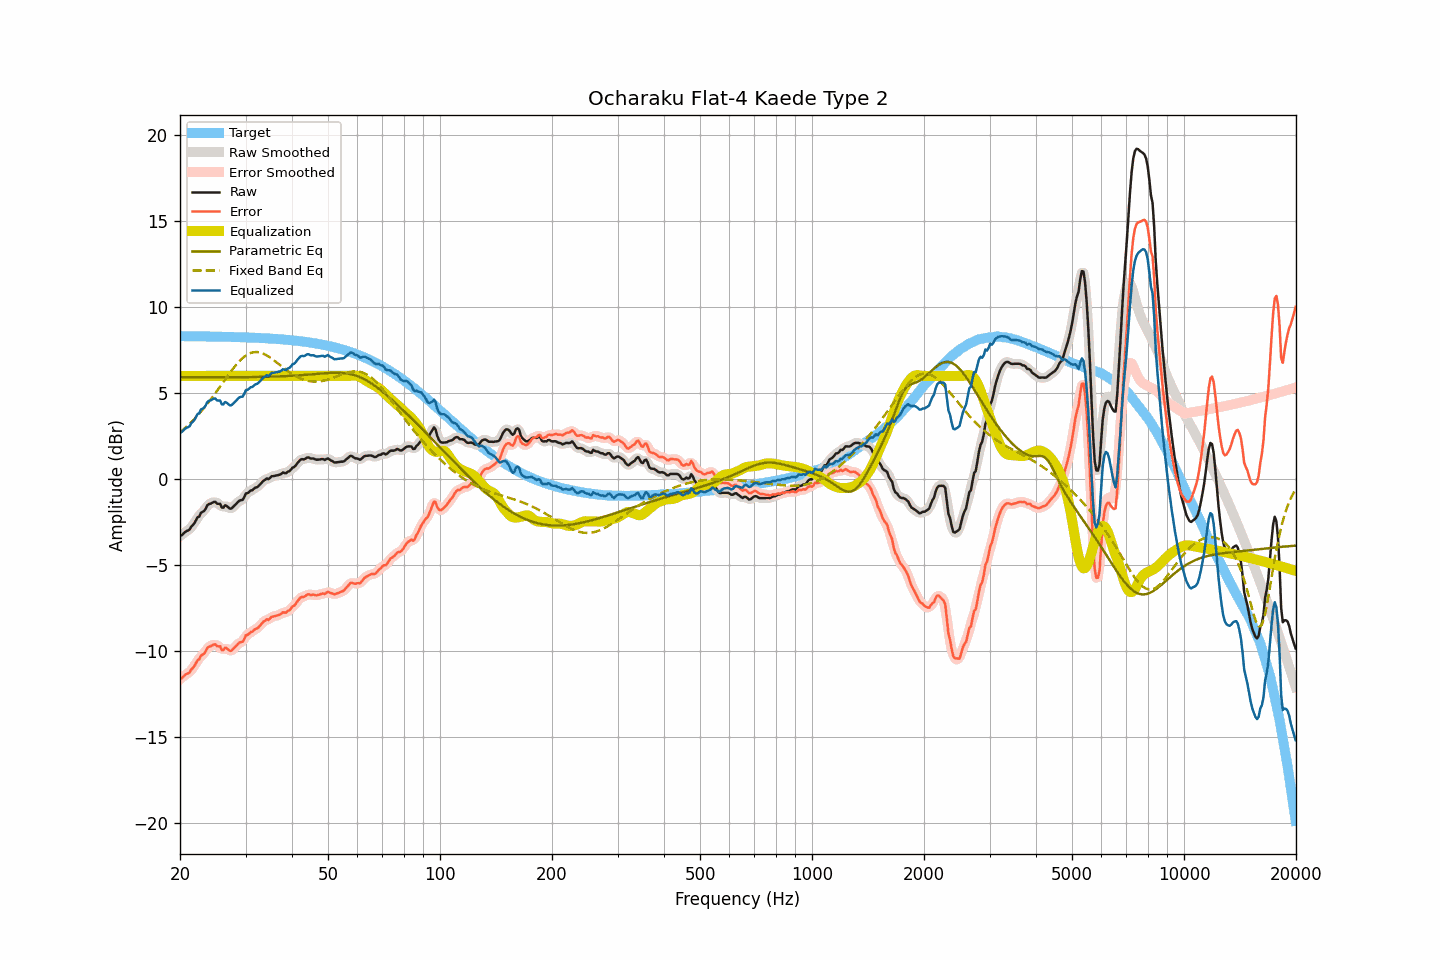 Ocharaku Flat-4 Kaede Type 2
Target
Raw Smoothed
Error Smoothed
Raw
Error
Equalization
Parametric Eq
Fixed Band Eq
Equalized
20
15
10
5
0
−5
−10
−15
−20
Amplitude (dBr)
20 50 100 200 500 1000 2000 5000 10000 20000
Frequency (Hz)